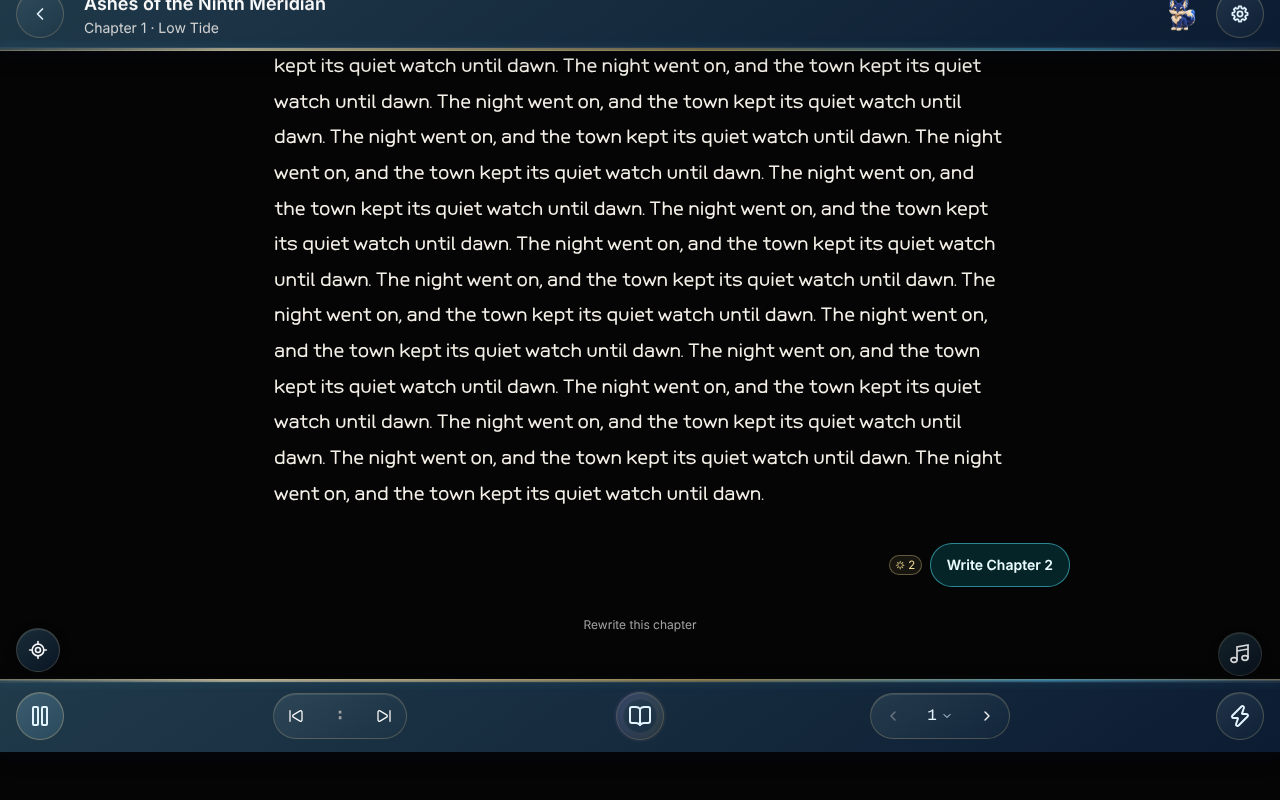 Ashes of the Ninth Meridian
Chapter 1 · Low Tide
kept its quiet watch until dawn. The night went on, and the town kept its quiet
watch until dawn. The night went on, and the town kept its quiet watch until
dawn. The night went on, and the town kept its quiet watch until dawn. The night
went on, and the town kept its quiet watch until dawn. The night went on, and
the town kept its quiet watch until dawn. The night went on, and the town kept
its quiet watch until dawn. The night went on, and the town kept its quiet watch
until dawn. The night went on, and the town kept its quiet watch until dawn. The
night went on, and the town kept its quiet watch until dawn. The night went on,
and the town kept its quiet watch until dawn. The night went on, and the town
kept its quiet watch until dawn. The night went on, and the town kept its quiet
watch until dawn. The night went on, and the town kept its quiet watch until
dawn. The night went on, and the town kept its quiet watch until dawn. The night
went on, and the town kept its quiet watch until dawn.
2
Write Chapter 2
Rewrite this chapter
:
1